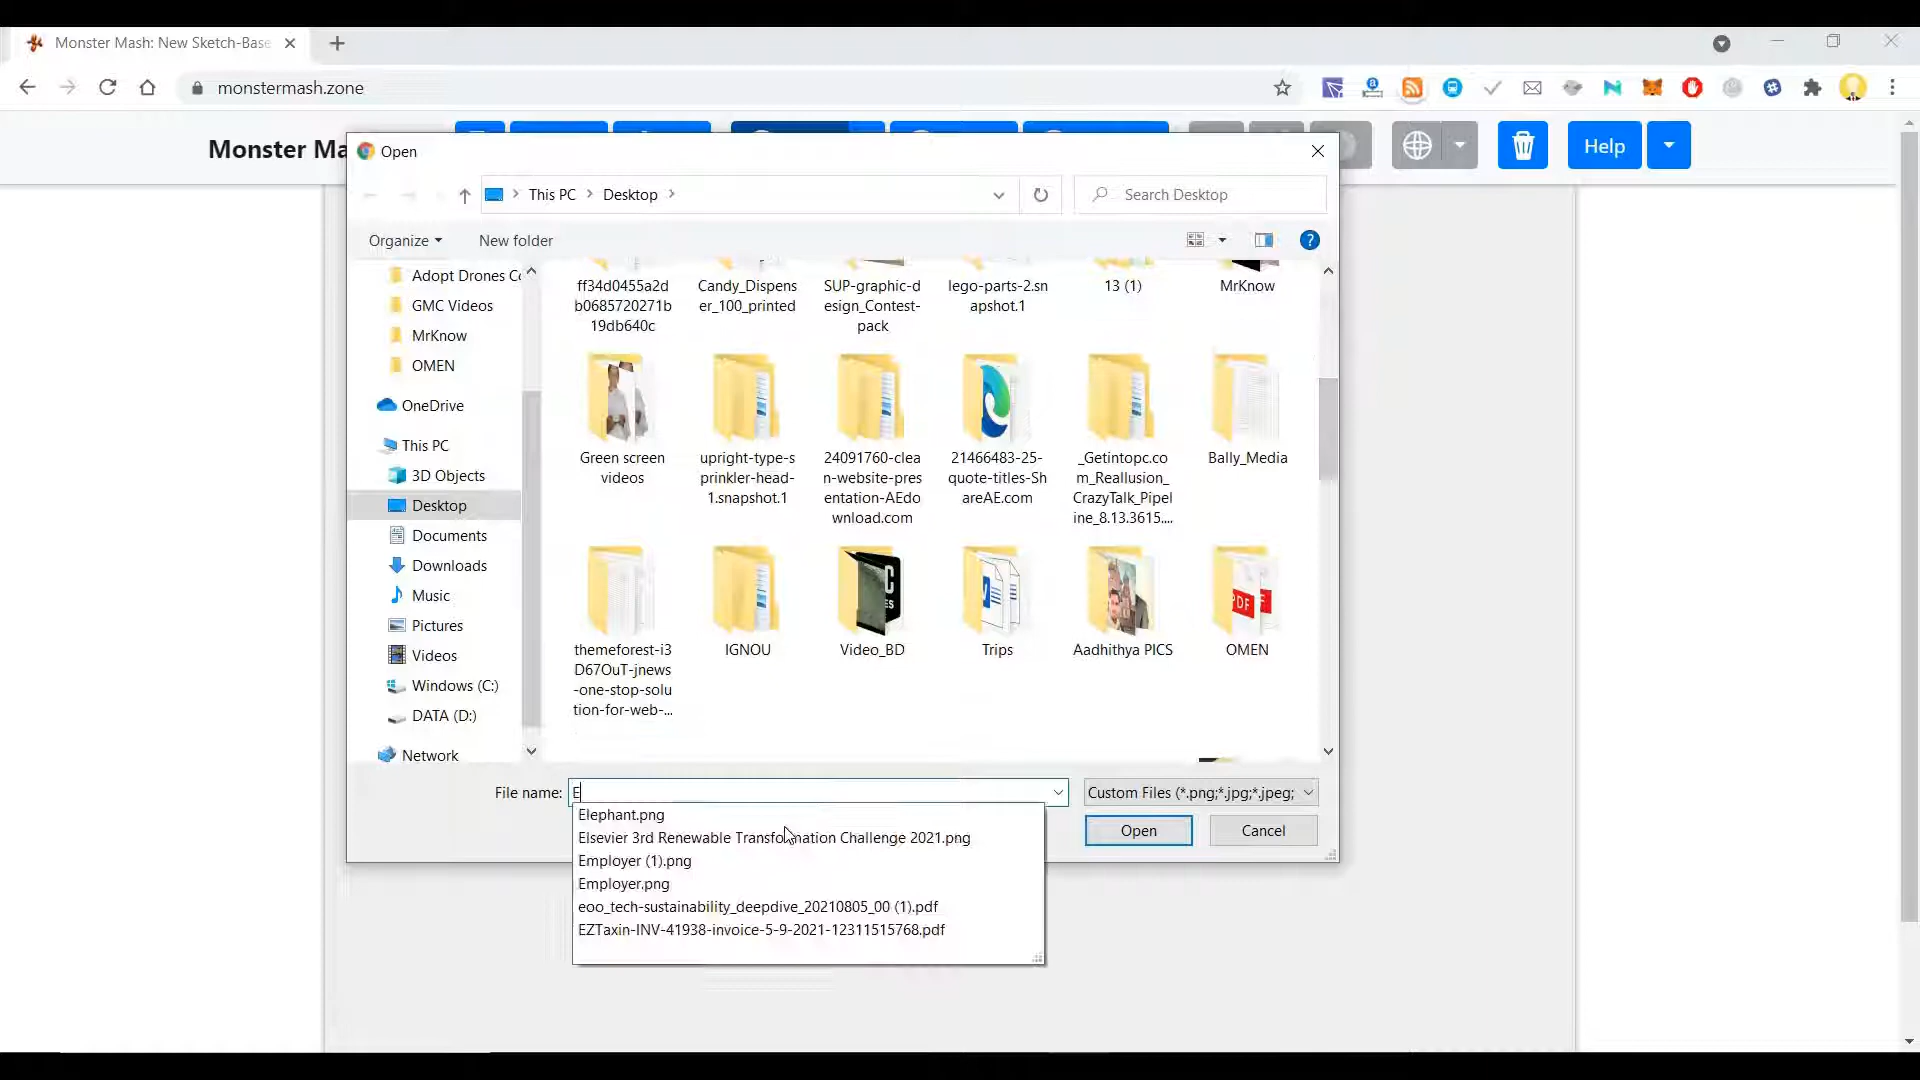 Monster Mash: New Sketch-Base
monstermash.zone
Monster Ma
Help
Open
This PC
Desktop
Search Desktop
Organize
New folder
Adopt Drones Co
GMC Videos
MrKnow
OMEN
OneDrive
This PC
3D Objects
Desktop
Documents
Downloads
Music
Pictures
Videos
Windows (C:)
DATA (D:)
Network
ff34d0455a2d
b0685720271b
19db640c
Candy_Dispens
er_100_printed
SUP-graphic-d
esign_Contest-
pack
lego-parts-2.sn
apshot.1
13 (1)
MrKnow
Green screen
videos
upright-type-s
prinkler-head-
1.snapshot.1
24091760-clea
n-website-pres
entation-AEdo
wnload.com
21466483-25-
quote-titles-Sh
areAE.com
_Getintopc.co
m_Reallusion_
CrazyTalk_Pipel
ine_8.13.3615....
Bally_Media
themeforest-i3
D67OuT-jnews
-one-stop-solu
tion-for-web-...
IGNOU
Video_BD
Trips
Aadhithya PICS
PDF
OMEN
File name:
E
Custom Files (*.png;*.jpg;*.jpeg;
Open
Cancel
Elephant.png
Elsevier 3rd Renewable Transformation Challenge 2021.png
Employer (1).png
Employer.png
eoo_tech-sustainability_deepdive_20210805_00 (1).pdf
EZTaxin-INV-41938-invoice-5-9-2021-12311515768.pdf